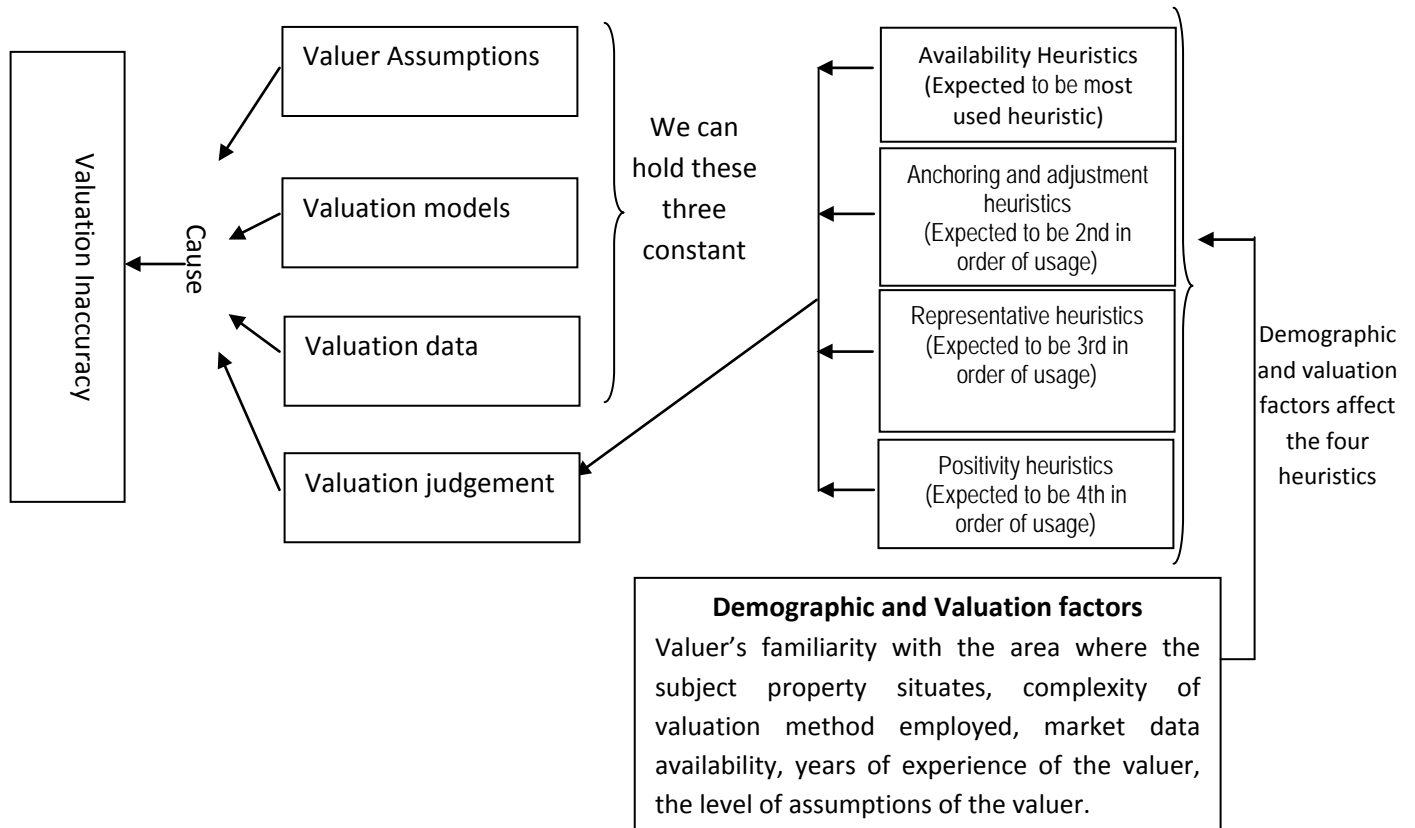 Valuation Inaccuracy
Cause
Valuer Assumptions
Valuation models
Valuation data
Valuation judgement
We can
hold these
three
constant
Availability Heuristics
(Expected to be most
used heuristic)
Anchoring and adjustment
heuristics
(Expected to be 2nd in
order of usage)
Representative heuristics
(Expected to be 3rd in
order of usage)
Positivity heuristics
(Expected to be 4th in
order of usage)
Demographic
and valuation
factors affect
the four
heuristics
Demographic and Valuation factors
Valuer’s familiarity with the area where the
subject property situates, complexity of
valuation method employed, market data
availability, years of experience of the valuer,
the level of assumptions of the valuer.